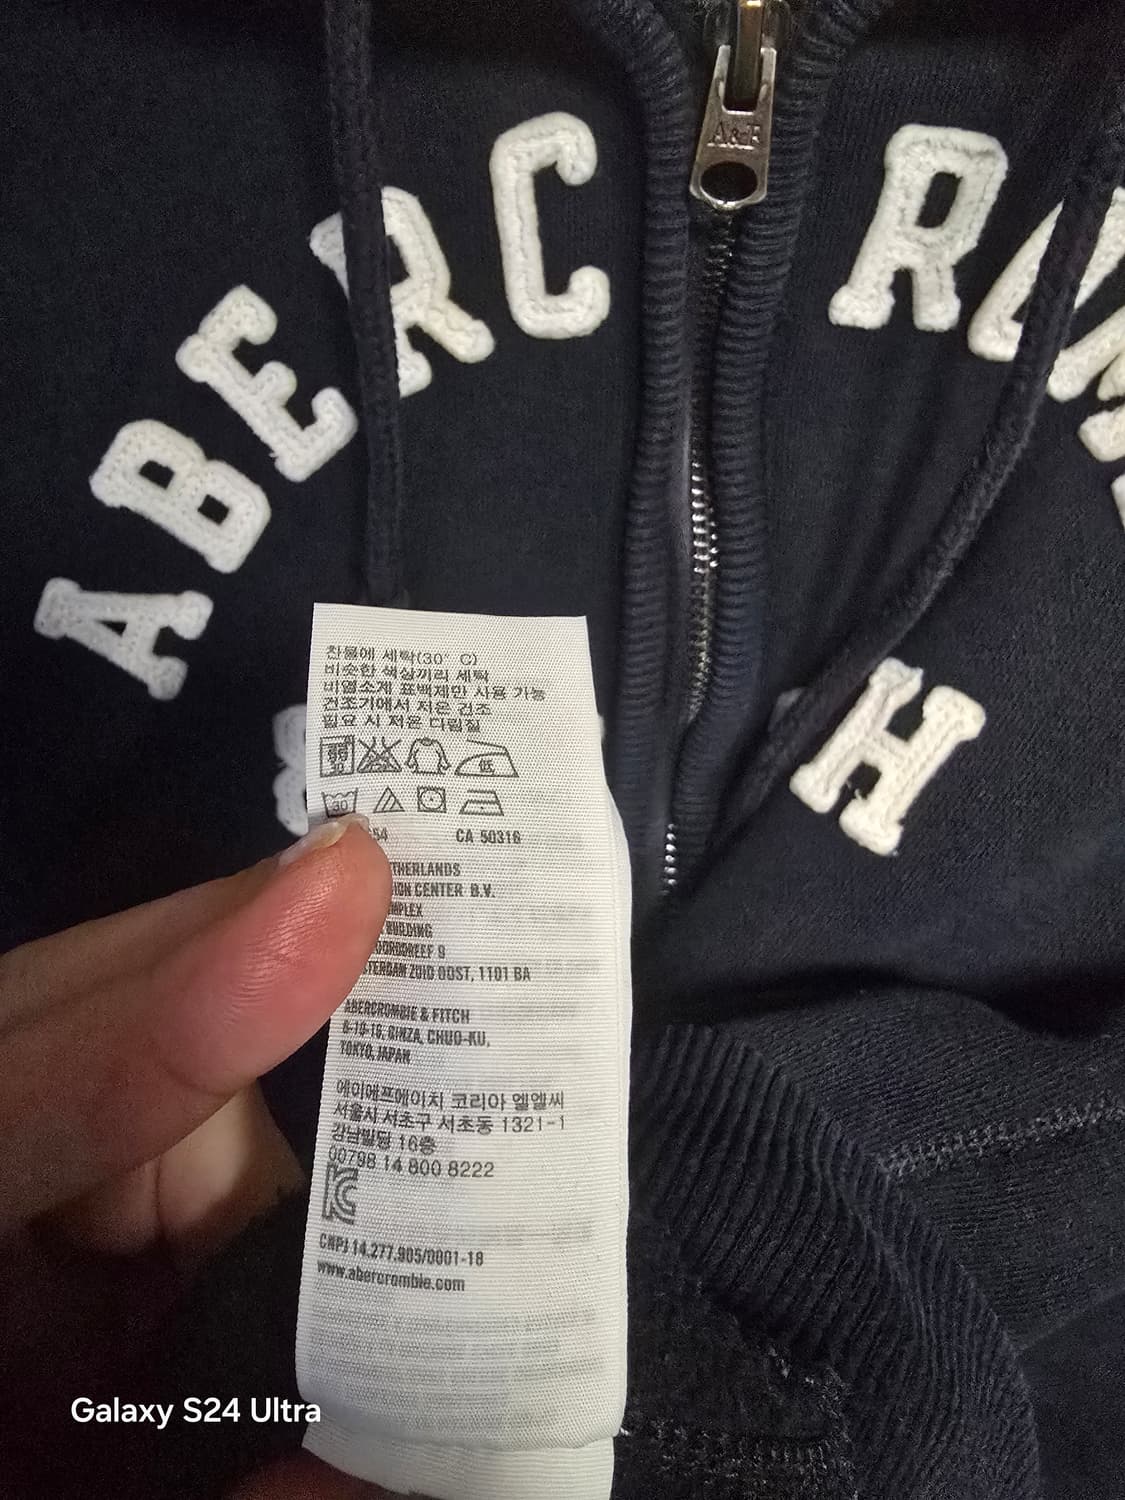 A&F
ABERC
H
찬물에 세탁(30˚ C)
비슷한 색상끼리 세탁
비염소계 표백제만 사용 가능
건조기에서 저온 건조
필요 시 저온 다림질
低
30
54 CA 50316
CENTER B.V.
9
ZUID OOST, 1101 BA
ABERCROMBIE & FITCH
6-10-16, GINZA, CHUO-KU,
TOKYO, JAPAN
에이에프에이치 코리아 엘엘씨
서울시 서초구 서초동 1321-1
강남빌딩 16층
00798 14 800 8222
CNPJ 14.277.905/0001-18
www.abercrombie.com
Galaxy S24 Ultra